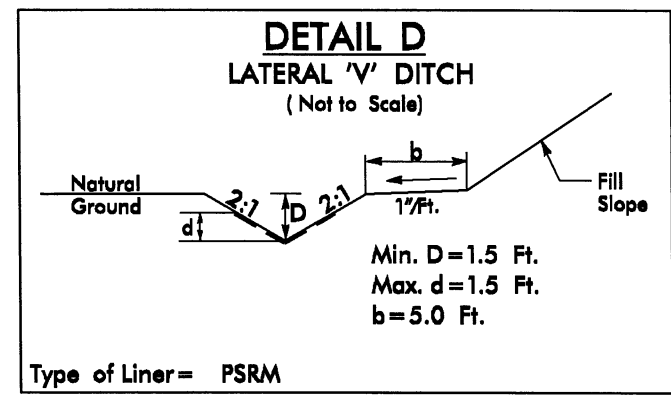 DETAIL D
LATERAL 'V' DITCH
( Not to Scale)
b
Natural
Ground
2:1
D
2:1
1"/Ft.
Fill
Slope
d
Min. D=1.5 Ft.
Max. d=1.5 Ft.
b=5.0 Ft.
Type of Liner= PSRM